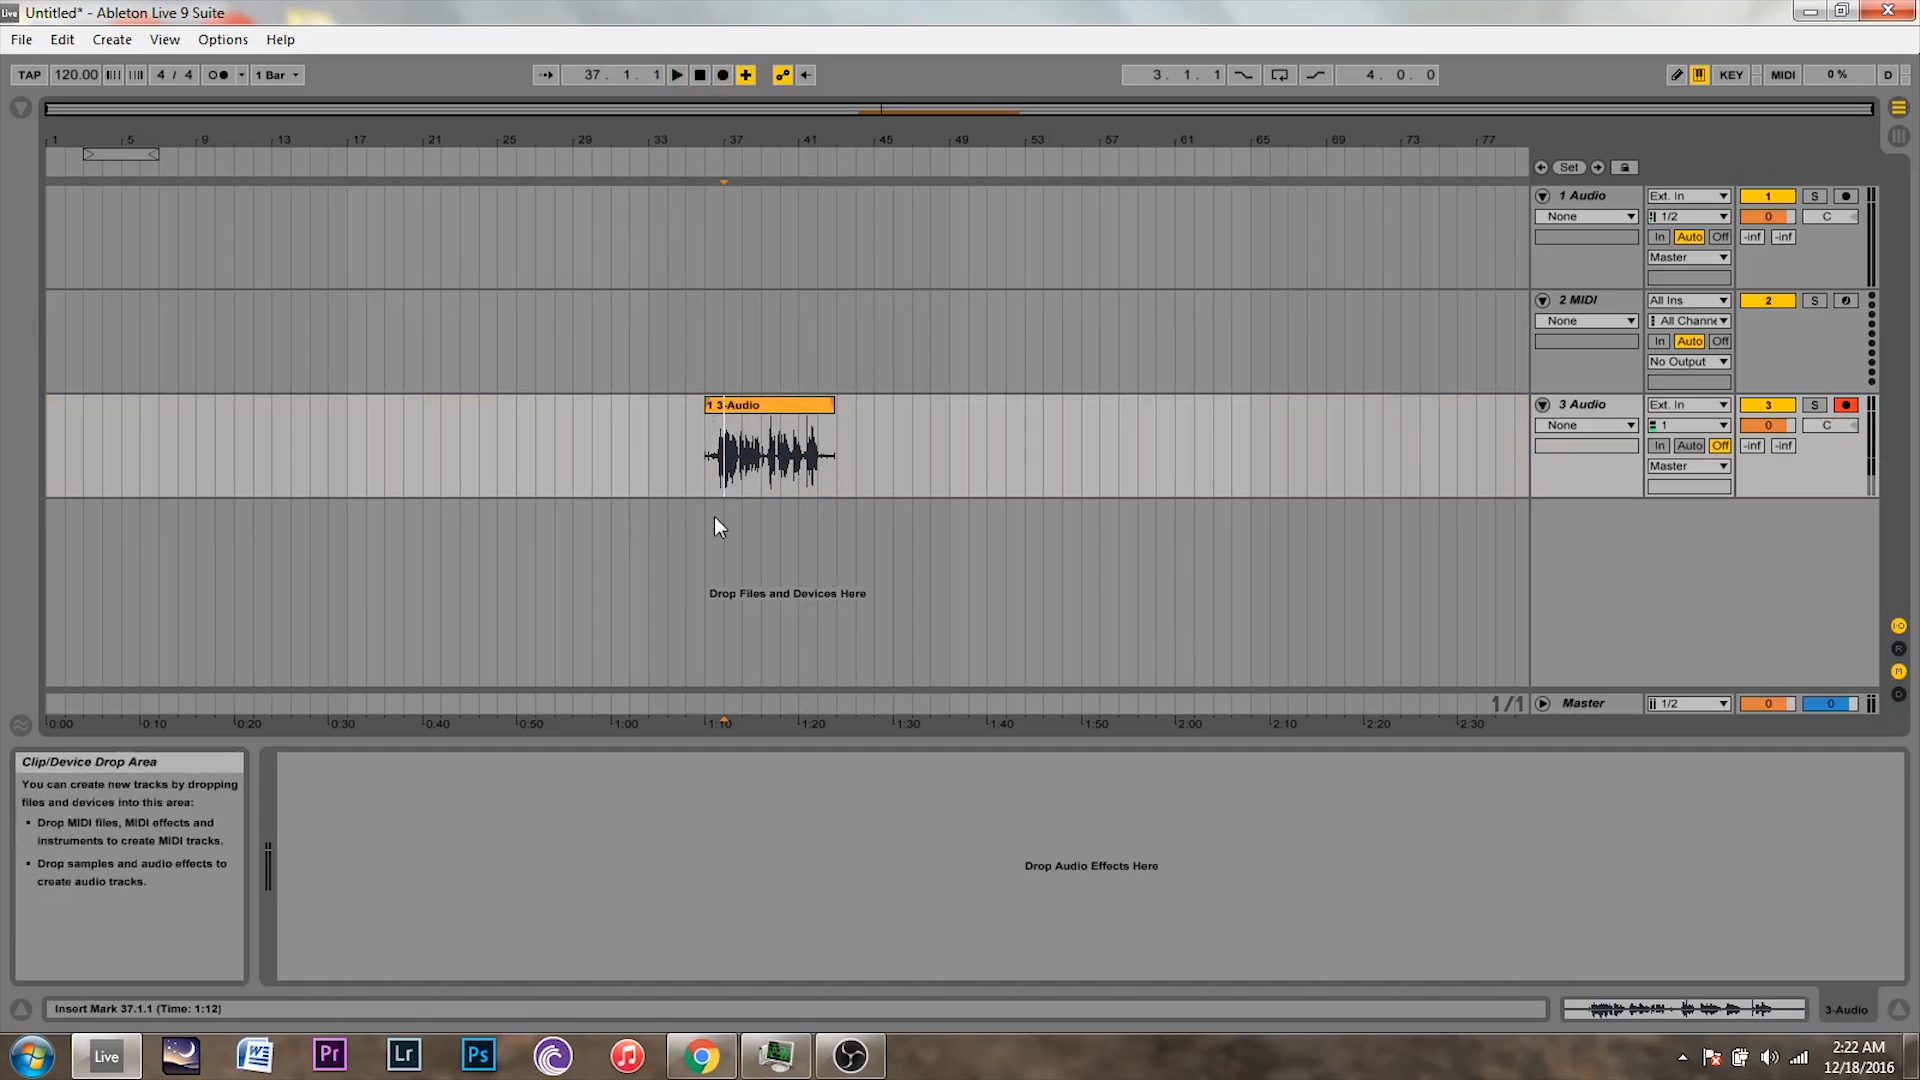 Live Untitled* - Ableton Live 9 Suite
File Edit Create View Options Help
TAP 120.00 4 / 4 1 Bar 37 . 1 . 1 3 . 1 . 1 4 . 0 . 0 KEY MIDI 0 % D
1 5 9 13 17 21 25 29 33 37 41 45 49 53 57 61 65 69 73 77
Set
1 Audio Ext. In 1 S
None 1/2 0 C
In Auto Off -inf -inf
Master
2 MIDI All Ins 2 S
None All Channe
In Auto Off
No Output
1 3-Audio
3 Audio Ext. In 3 S
None 1 0 C
In Auto Off -inf -inf
Master
Drop Files and Devices Here
1/1 Master 1/2 0 0
0:00 0:10 0:20 0:30 0:40 0:50 1:00 1:10 1:20 1:30 1:40 1:50 2:00 2:10 2:20 2:30
I·O
R
M
D
Clip/Device Drop Area
You can create new tracks by dropping
files and devices into this area:
Drop MIDI files, MIDI effects and
instruments to create MIDI tracks.
Drop samples and audio effects to
create audio tracks.
Drop Audio Effects Here
Insert Mark 37.1.1 (Time: 1:12)
3-Audio
Live W Pr Lr Ps
2:22 AM
12/18/2016